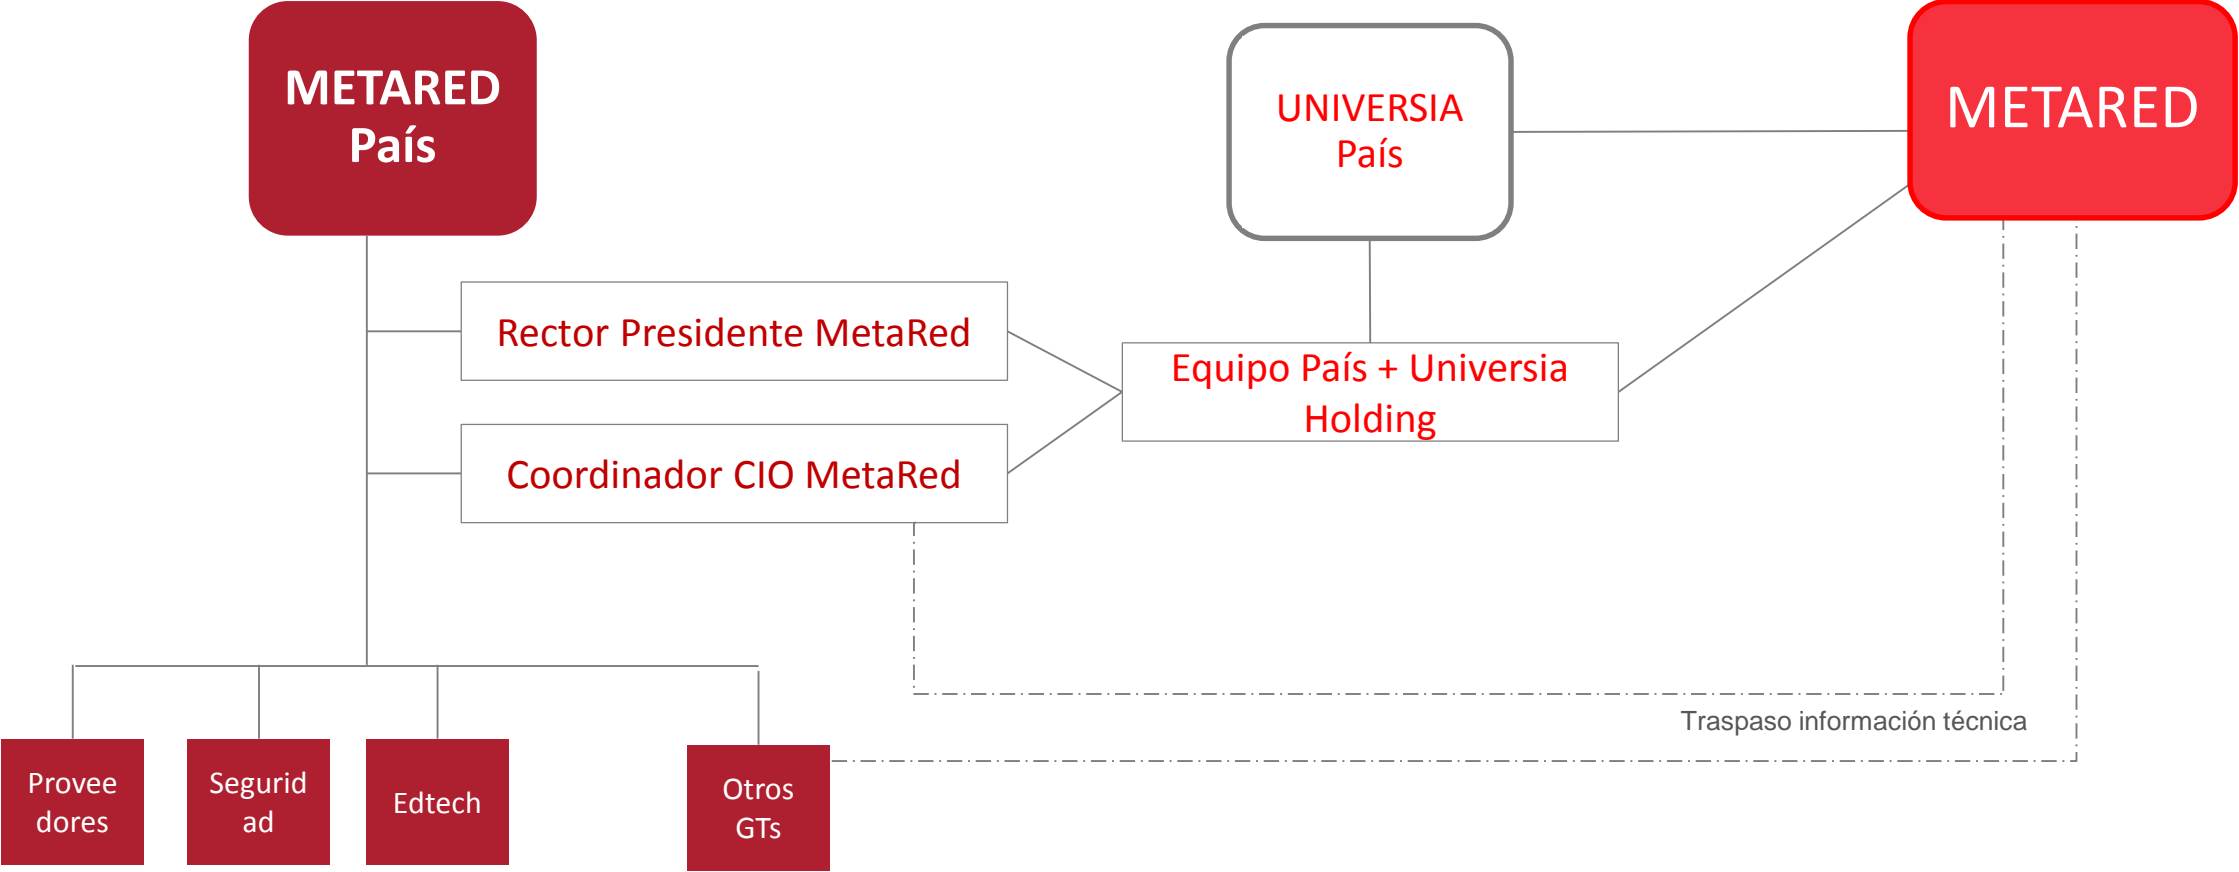 METARED
País
UNIVERSIA
País
METARED
Rector Presidente MetaRed
Equipo País + Universia
Holding
Coordinador CIO MetaRed
Traspaso información técnica
Provee
dores
Segurid
ad
Edtech
Otros
GTs